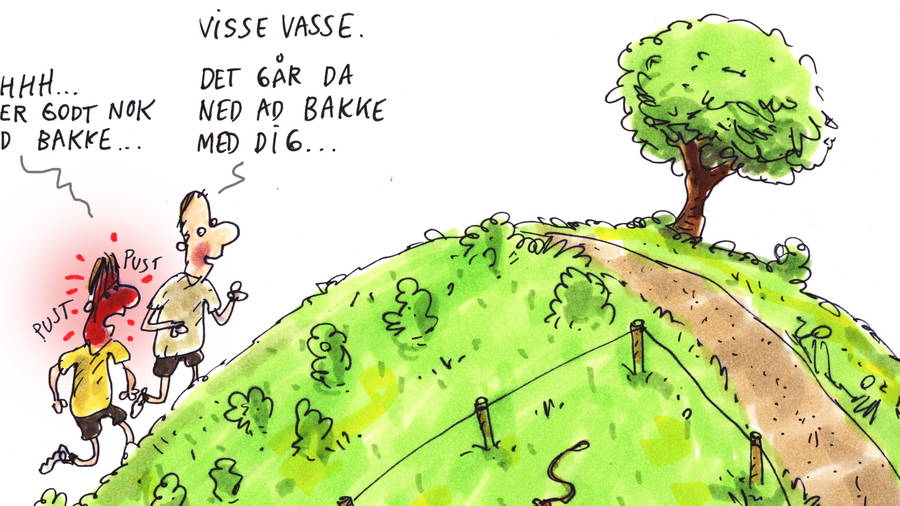 HHH...
ER GODT NOK
D BAKKE...
VISSE VASSE.
DET GÅR DA
NED AD BAKKE
MED DIG...
PUST
PUST